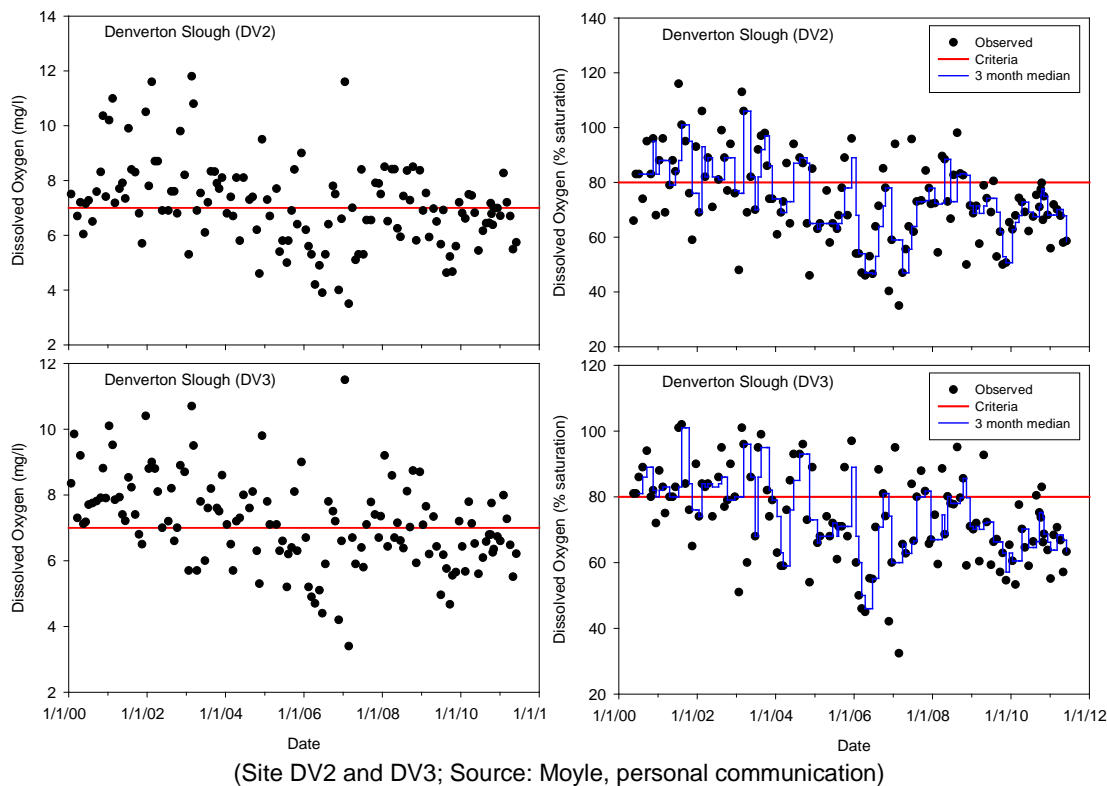 Denverton Slough (DV2)
Dissolved Oxygen (mg/l)
14
12
10
8
6
4
2
Denverton Slough (DV2)
Observed
Criteria
3 month median
Dissolved Oxygen (% saturation)
140
120
100
80
60
40
20
Denverton Slough (DV3)
Dissolved Oxygen (mg/l)
12
10
8
6
4
2
1/1/00 1/1/02 1/1/04 1/1/06 1/1/08 1/1/10 1/1/1
Date
Denverton Slough (DV3)
Observed
Criteria
3 month median
Dissolved Oxygen (% saturation)
120
100
80
60
40
20
1/1/00 1/1/02 1/1/04 1/1/06 1/1/08 1/1/10 1/1/12
Date
(Site DV2 and DV3; Source: Moyle, personal communication)